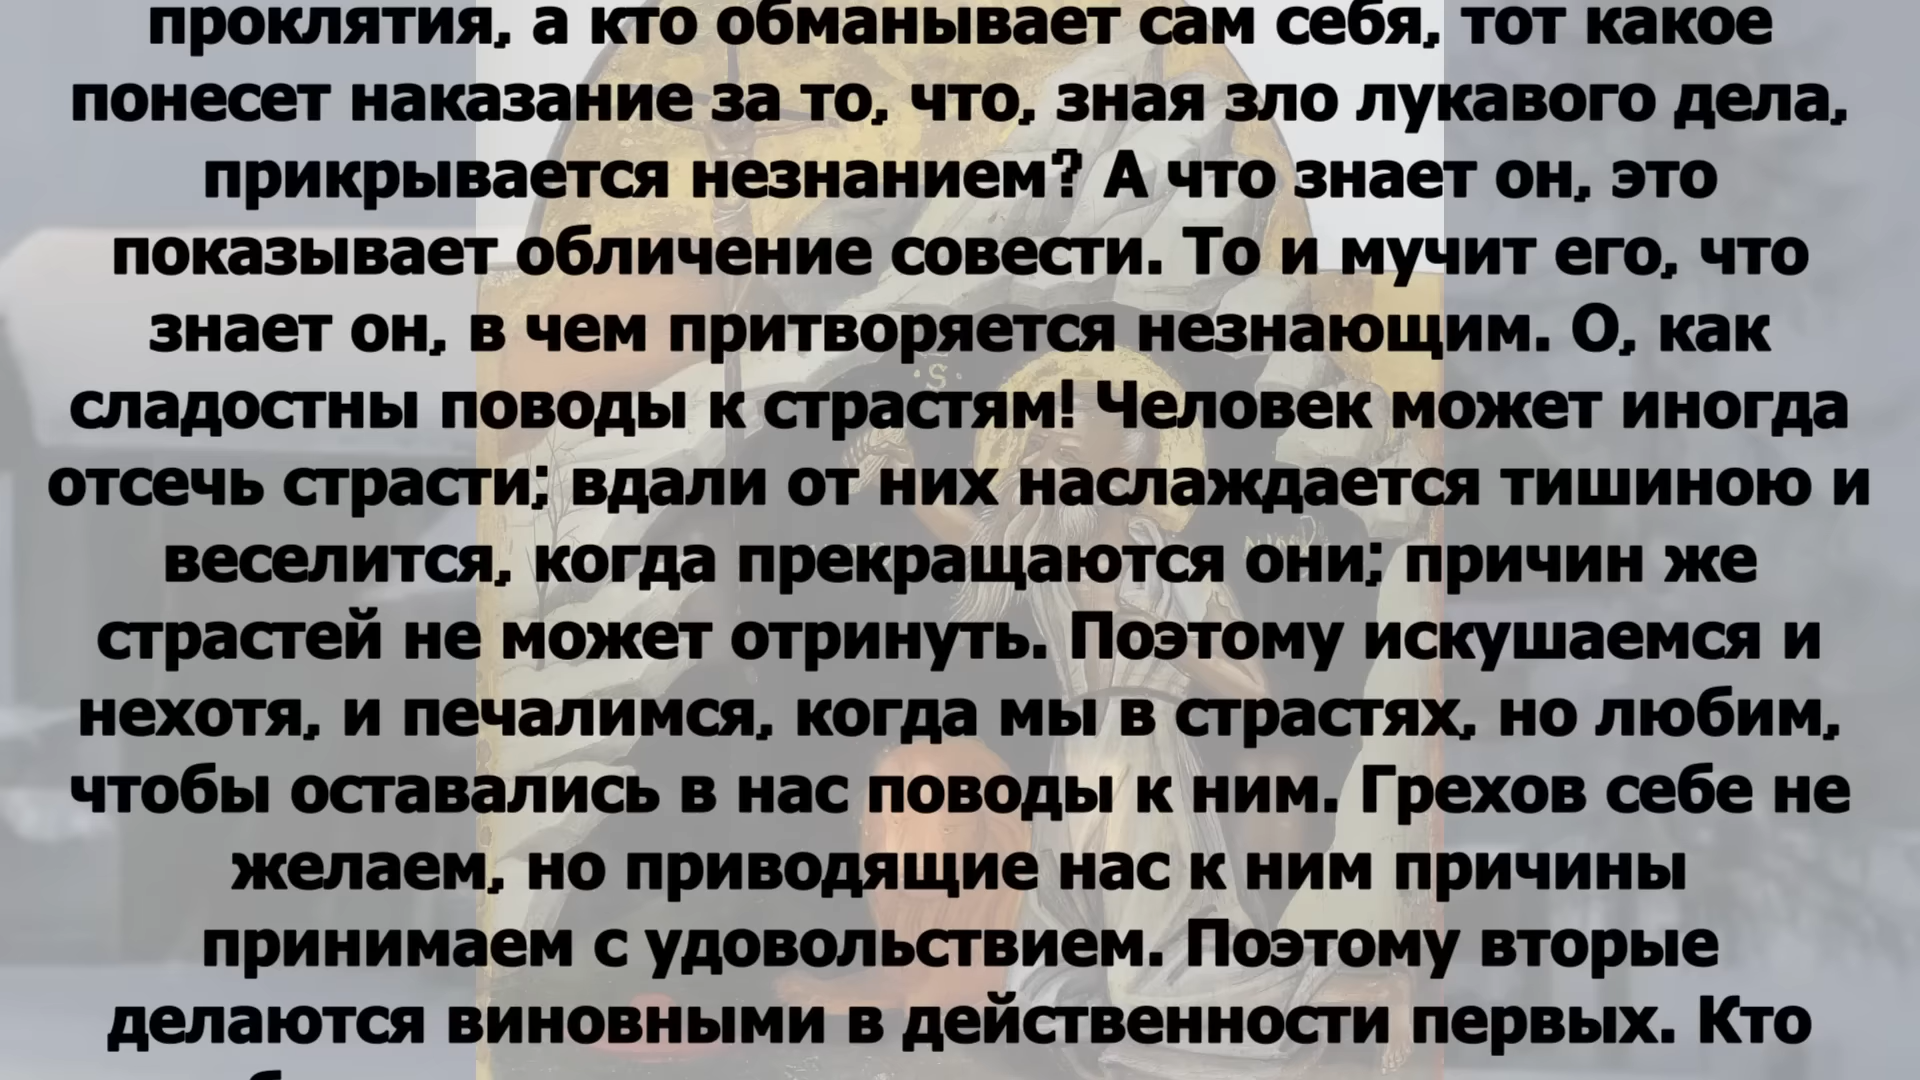 проклятия, а кто обманывает сам себя, тот какое
понесет наказание за то, что, зная зло лукавого дела,
прикрывается незнанием? А что знает он, это
показывает обличение совести. То и мучит его, что
знает он, в чем притворяется незнающим. О, как
сладостны поводы к страстям! Человек может иногда
отсечь страсти; вдали от них наслаждается тишиною и
веселится, когда прекращаются они; причин же
страстей не может отринуть. Поэтому искушаемся и
нехотя, и печалимся, когда мы в страстях, но любим,
чтобы оставались в нас поводы к ним. Грехов себе не
желаем, но приводящие нас к ним причины
принимаем с удовольствием. Поэтому вторые
делаются виновными в действенности первых. Кто